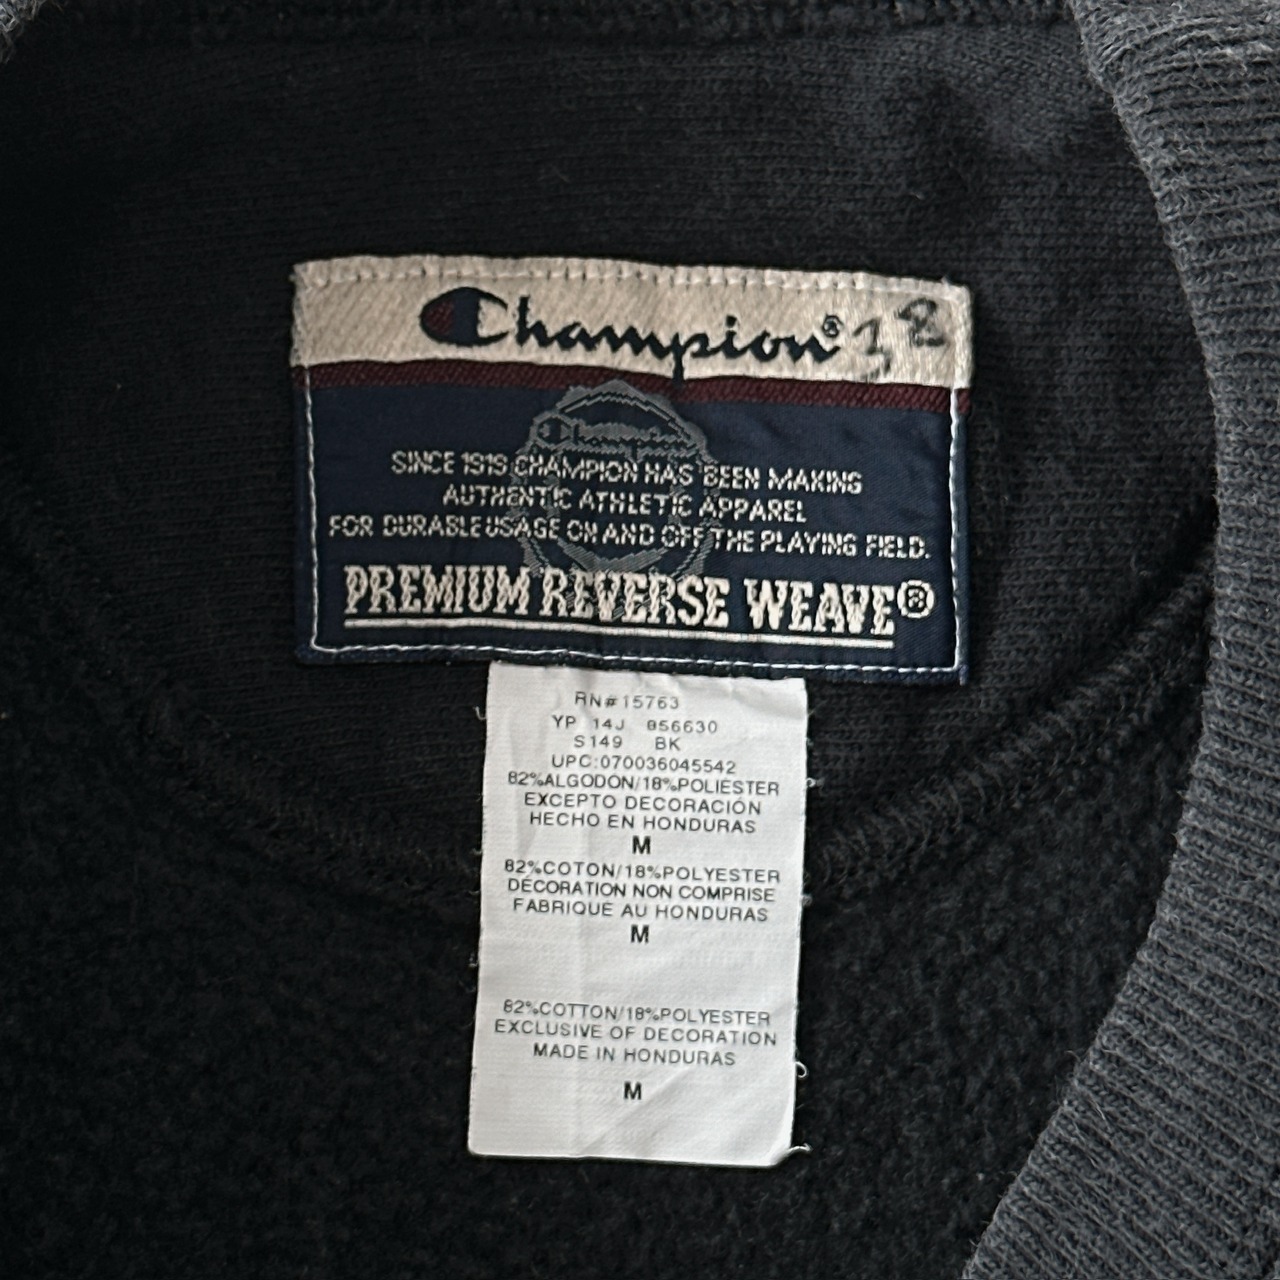 Champion® 38
Champion
SINCE 1919 CHAMPION HAS BEEN MAKING
AUTHENTIC ATHLETIC APPAREL
FOR DURABLE USAGE ON AND OFF THE PLAYING FIELD.
PREMIUM REVERSE WEAVE®
RN#15763
YP 14J 856630
S149 BK
UPC:070036045542
82%ALGODON/18%POLIÉSTER
EXCEPTO DECORACIÓN
HECHO EN HONDURAS
M
82%COTON/18%POLYESTER
DÉCORATION NON COMPRISE
FABRIQUÉ AU HONDURAS
M
82%COTTON/18%POLYESTER
EXCLUSIVE OF DECORATION
MADE IN HONDURAS
M